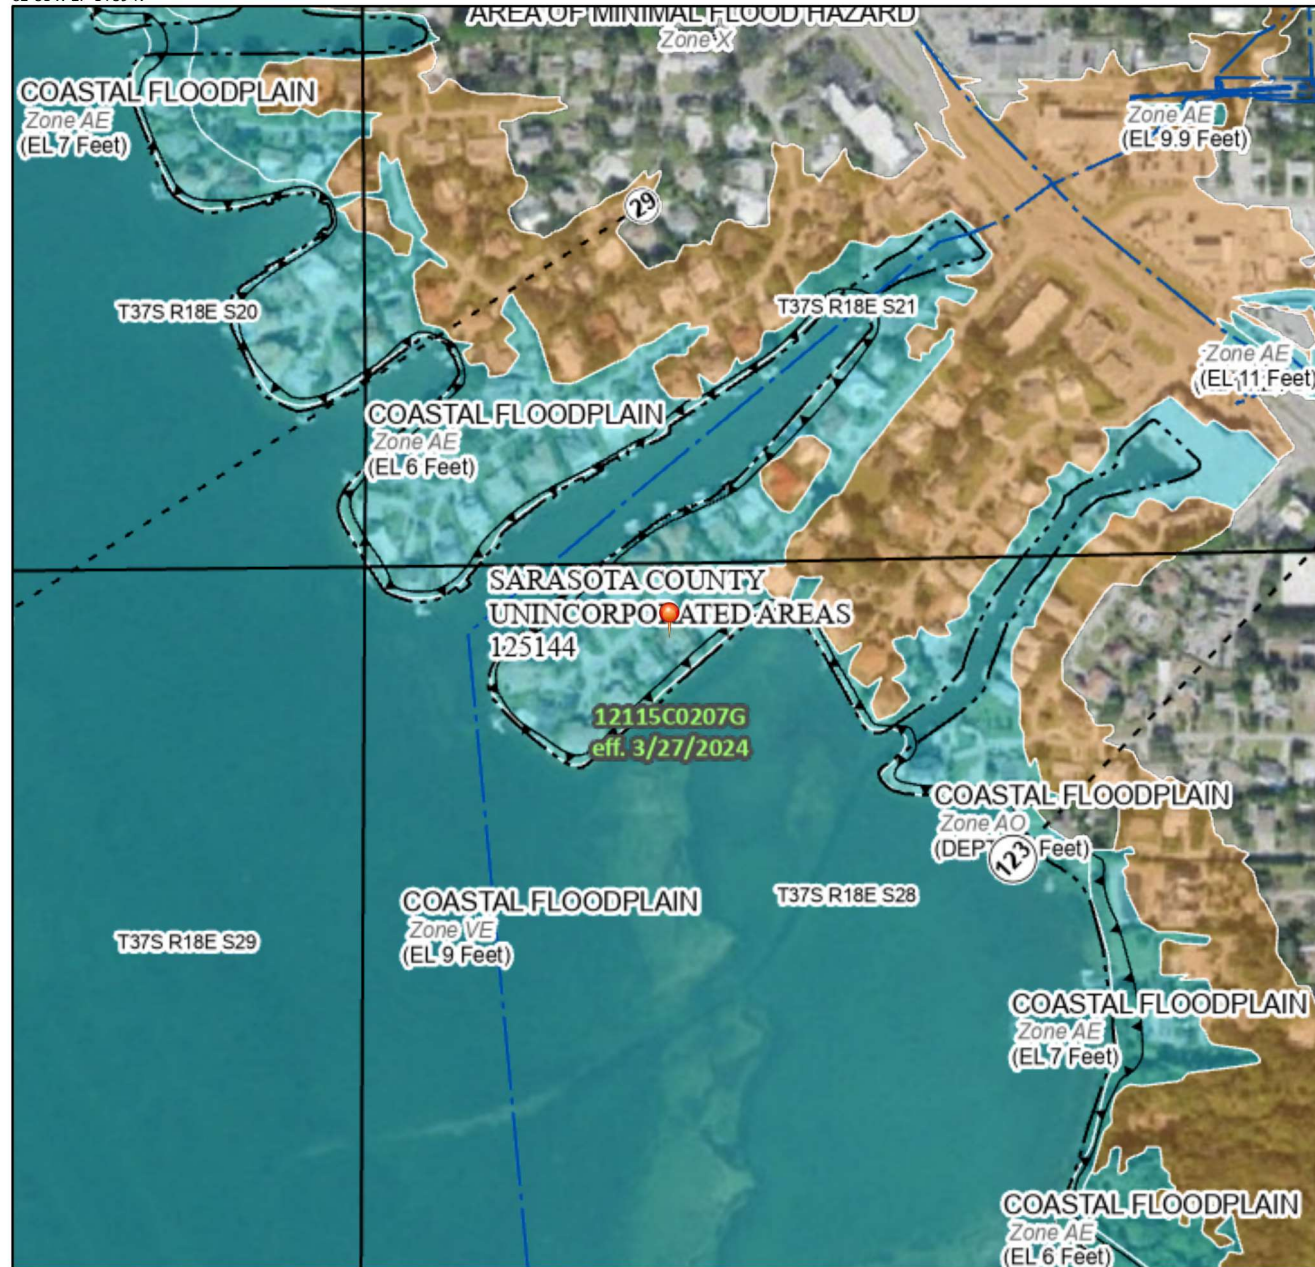 AREA OF MINIMAL FLOOD HAZARD
Zone X
COASTAL FLOODPLAIN
Zone AE
(EL 7 Feet)
Zone AE
(EL 9.9 Feet)
29
T37S R18E S20
T37S R18E S21
Zone AE
(EL 11 Feet)
COASTAL FLOODPLAIN
Zone AE
(EL 6 Feet)
SARASOTA COUNTY
UNINCORPORATED AREAS
125144
12115C0207G
eff. 3/27/2024
COASTAL FLOODPLAIN
Zone AO
(DEPTH Feet)
123
COASTAL FLOODPLAIN
Zone VE
(EL 9 Feet)
T37S R18E S28
T37S R18E S29
COASTAL FLOODPLAIN
Zone AE
(EL 7 Feet)
COASTAL FLOODPLAIN
Zone AE
(EL 6 Feet)